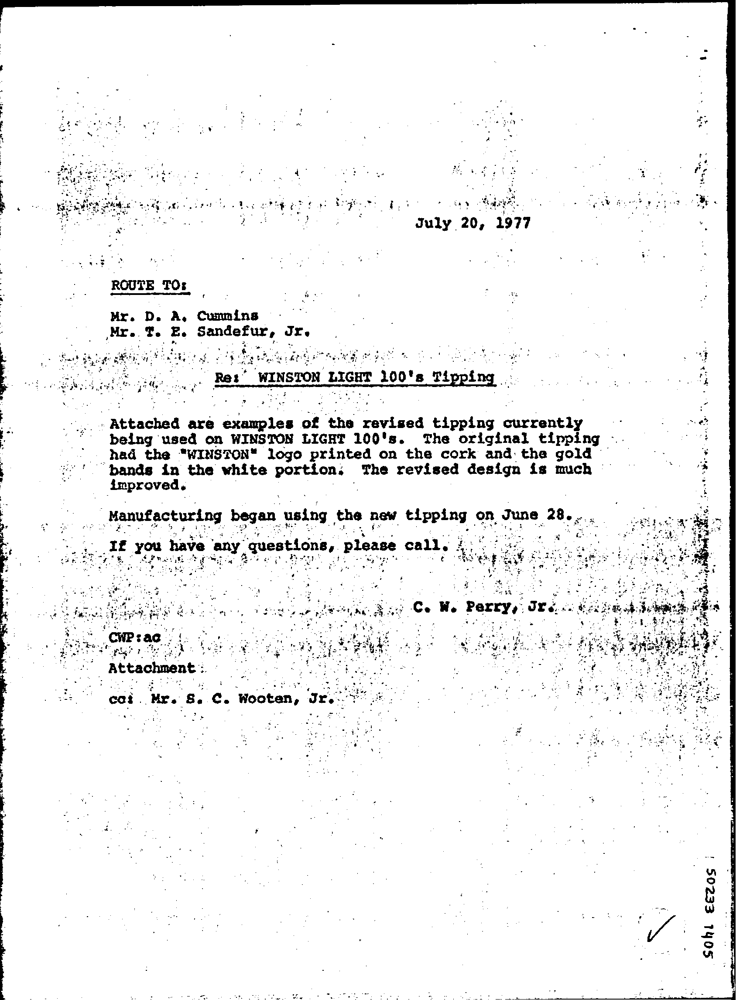 July 20, 1977
ROUTE TO:
Mr. D. A. Cummins
Mr. T. E. Sandefur, Jr.
Re: WINSTON LIGHT 100's Tipping
Attached are examples of the revised tipping currently
being used on WINSTON LIGHT 100's. The original tipping
had the "WINSTON" logo printed on the cork and the gold
bands in the white portion. The revised design is much
improved.
Manufacturing began using the new tipping on June 28.
If you have any questions, please call.
C. W. Perry, Jr.
CWP:ac
Attachment
cc: Mr. S. C. Wooten, Jr.
50233 1405